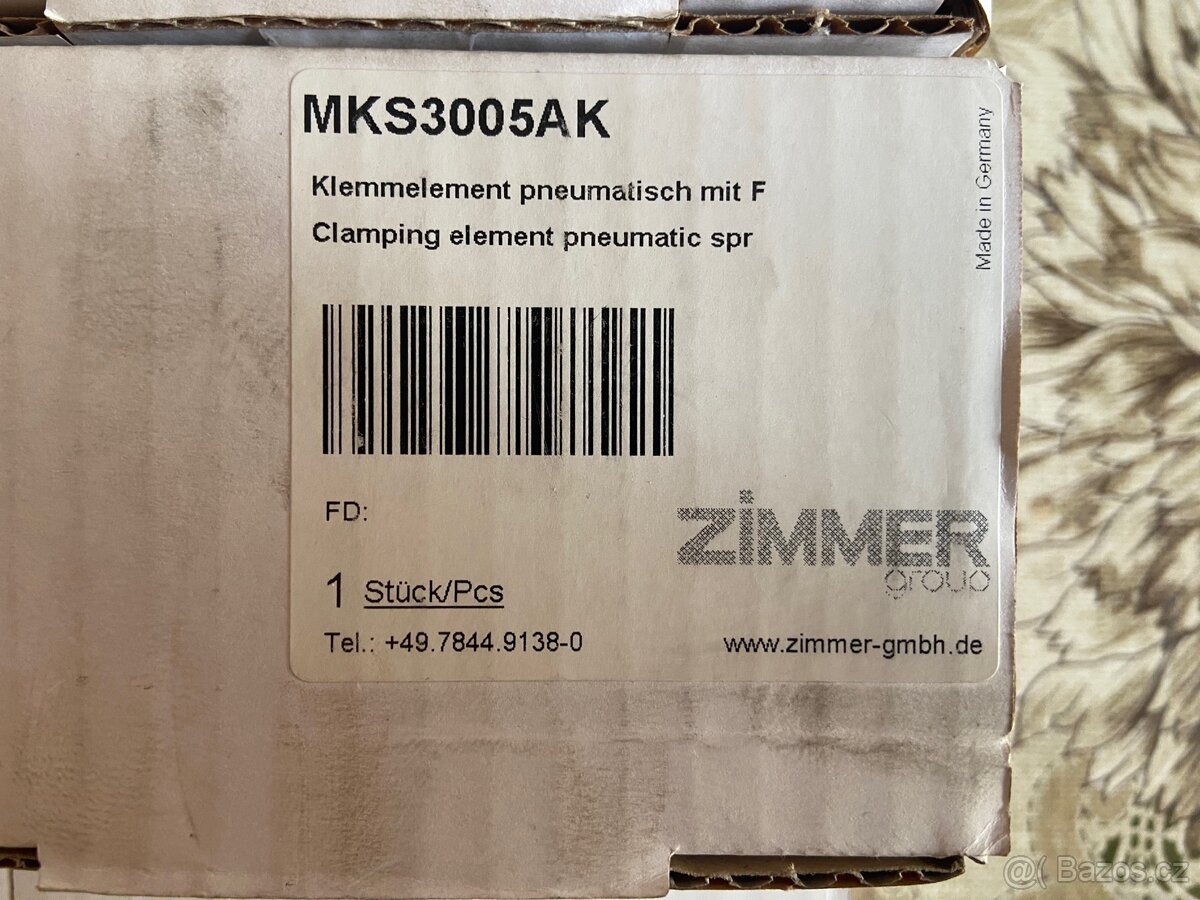 MKS3005AK
Klemmelement pneumatisch mit F
Clamping element pneumatic spr
Made in Germany
FD:
ZIMMER
group
1 Stück/Pcs
Tel.: +49.7844.9138-0
www.zimmer-gmbh.de
@( Bazoš.cz